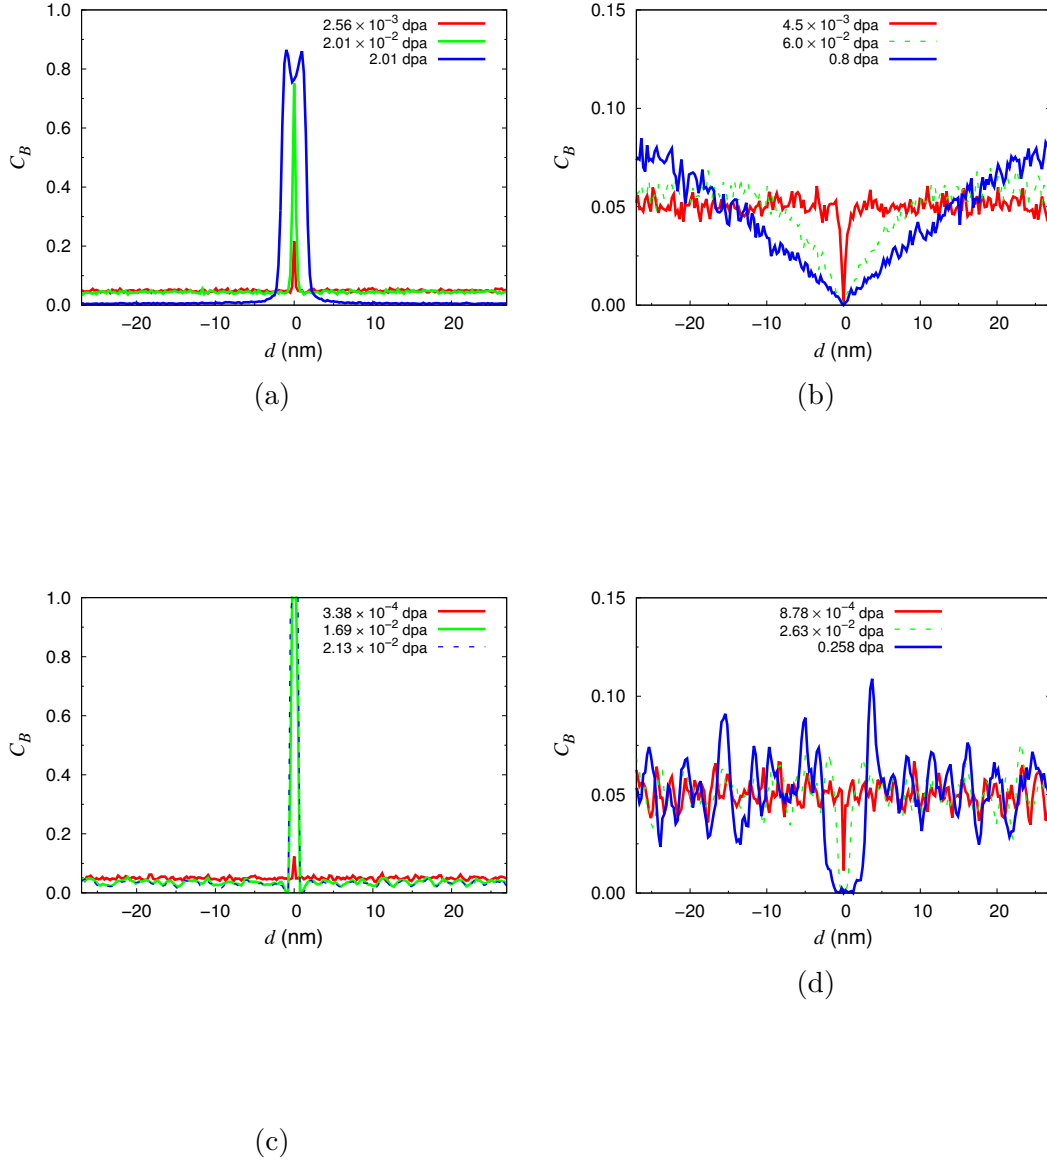 1.0
0.8
0.6
0.4
0.2
0.0
C_B
2.56 × 10⁻³ dpa
2.01 × 10⁻² dpa
2.01 dpa
−20 −10 0 10 20
d (nm)
(a)
0.15
0.10
0.05
0.00
C_B
4.5 × 10⁻³ dpa
6.0 × 10⁻² dpa
0.8 dpa
−20 −10 0 10 20
d (nm)
(b)
1.0
0.8
0.6
0.4
0.2
0.0
C_B
3.38 × 10⁻⁴ dpa
1.69 × 10⁻² dpa
2.13 × 10⁻² dpa
−20 −10 0 10 20
d (nm)
(c)
0.15
0.10
0.05
0.00
C_B
8.78 × 10⁻⁴ dpa
2.63 × 10⁻² dpa
0.258 dpa
−20 −10 0 10 20
d (nm)
(d)